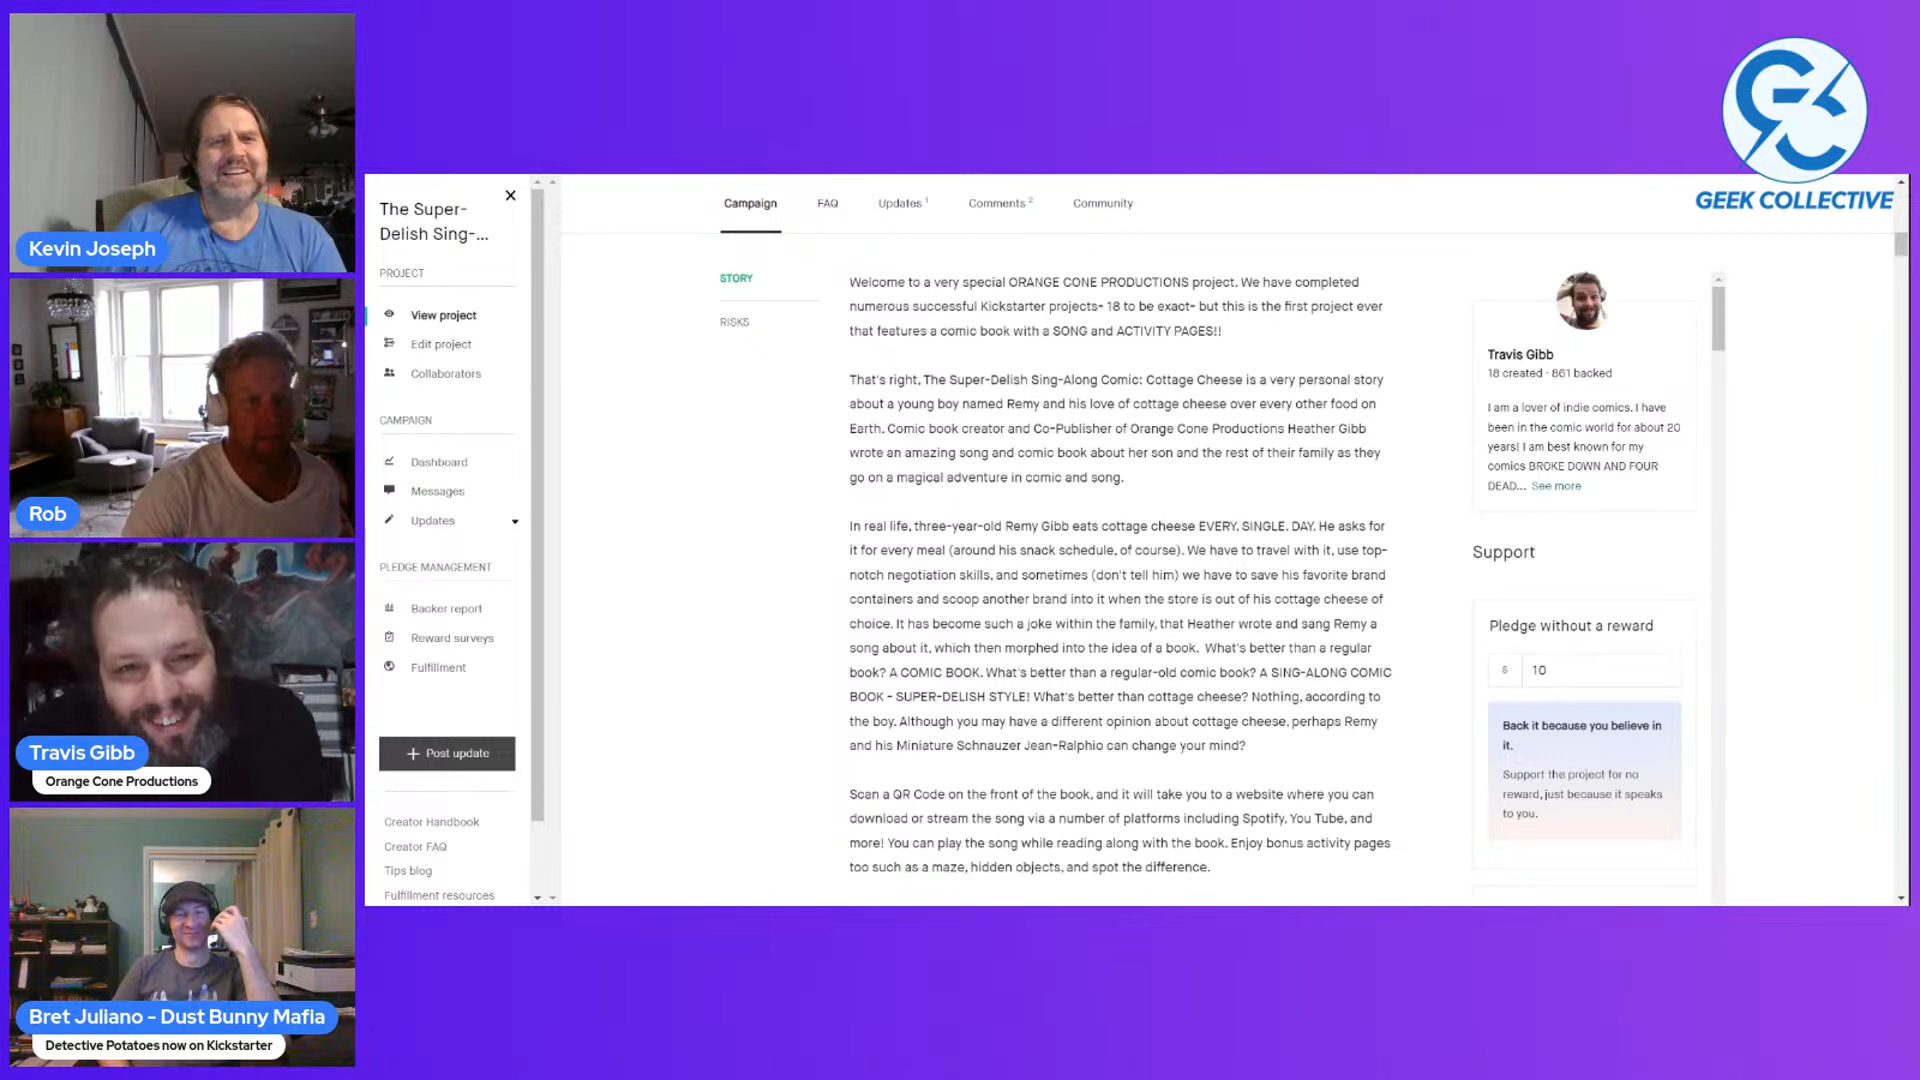 Kevin Joseph
Rob
Travis Gibb
Orange Cone Productions
Bret Juliano - Dust Bunny Mafia
Detective Potatoes now on Kickstarter
GEEK COLLECTIVE
The Super-
Delish Sing-...
PROJECT
View project
Edit project
Collaborators
CAMPAIGN
Dashboard
Messages
Updates
PLEDGE MANAGEMENT
Backer report
Reward surveys
Fulfillment
+ Post update
Creator Handbook
Creator FAQ
Tips blog
Fulfillment resources
Campaign FAQ Updates 1 Comments 2 Community
STORY
RISKS
Welcome to a very special ORANGE CONE PRODUCTIONS project. We have completed
numerous successful Kickstarter projects- 18 to be exact- but this is the first project ever
that features a comic book with a SONG and ACTIVITY PAGES!!
That's right, The Super-Delish Sing-Along Comic: Cottage Cheese is a very personal story
about a young boy named Remy and his love of cottage cheese over every other food on
Earth. Comic book creator and Co-Publisher of Orange Cone Productions Heather Gibb
wrote an amazing song and comic book about her son and the rest of their family as they
go on a magical adventure in comic and song.
In real life, three-year-old Remy Gibb eats cottage cheese EVERY. SINGLE. DAY. He asks for
it for every meal (around his snack schedule, of course). We have to travel with it, use top-
notch negotiation skills, and sometimes (don't tell him) we have to save his favorite brand
containers and scoop another brand into it when the store is out of his cottage cheese of
choice. It has become such a joke within the family, that Heather wrote and sang Remy a
song about it, which then morphed into the idea of a book. What's better than a regular
book? A COMIC BOOK. What's better than a regular-old comic book? A SING-ALONG COMIC
BOOK - SUPER-DELISH STYLE! What's better than cottage cheese? Nothing, according to
the boy. Although you may have a different opinion about cottage cheese, perhaps Remy
and his Miniature Schnauzer Jean-Ralphio can change your mind?
Scan a QR Code on the front of the book, and it will take you to a website where you can
download or stream the song via a number of platforms including Spotify, You Tube, and
more! You can play the song while reading along with the book. Enjoy bonus activity pages
too such as a maze, hidden objects, and spot the difference.
Travis Gibb
18 created · 861 backed
I am a lover of indie comics. I have
been in the comic world for about 20
years! I am best known for my
comics BROKE DOWN AND FOUR
DEAD... See more
Support
Pledge without a reward
$ 10
Back it because you believe in
it.
Support the project for no
reward, just because it speaks
to you.